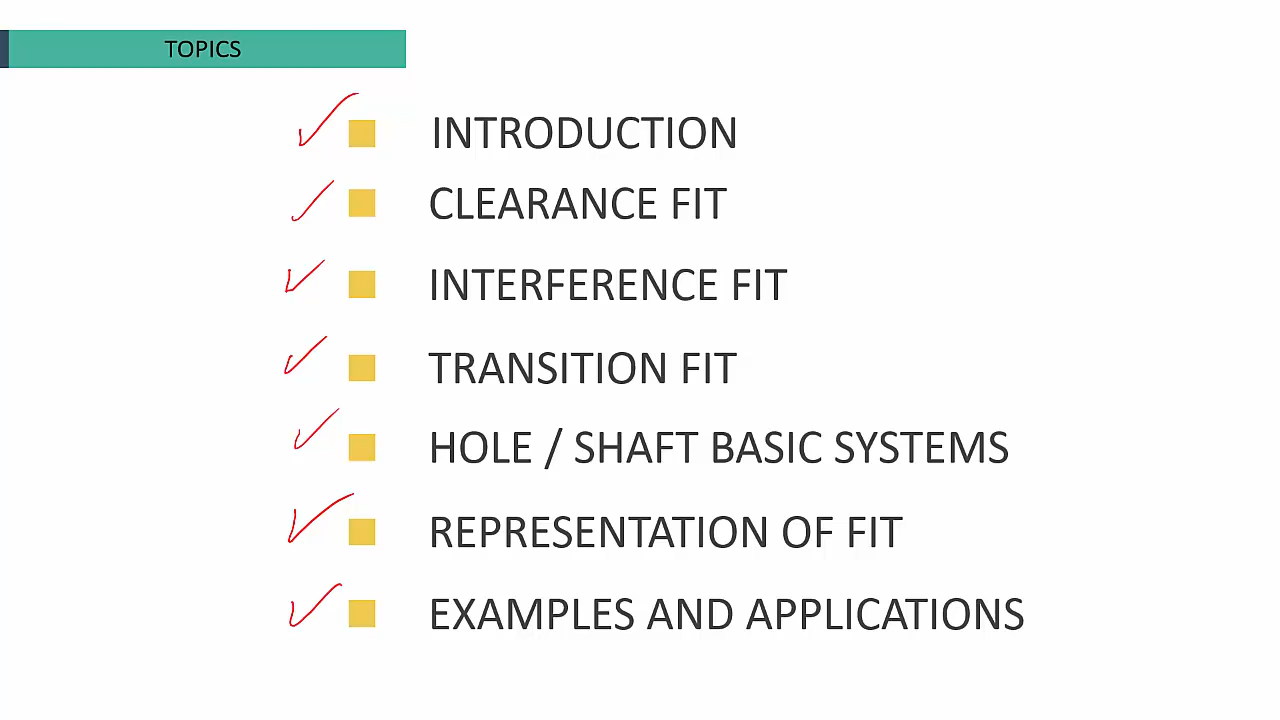 TOPICS
INTRODUCTION
CLEARANCE FIT
INTERFERENCE FIT
TRANSITION FIT
HOLE / SHAFT BASIC SYSTEMS
REPRESENTATION OF FIT
EXAMPLES AND APPLICATIONS